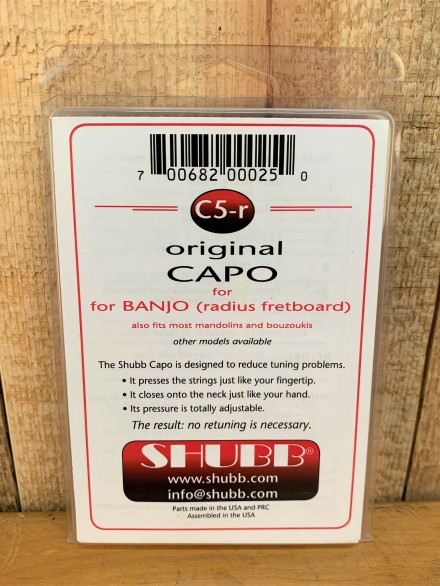 7 00682 00025 0
C5-r
original
CAPO
for
for BANJO (radius fretboard)
also fits most mandolins and bouzoukis
other models available
The Shubb Capo is designed to reduce tuning problems.
• It presses the strings just like your fingertip.
• It closes onto the neck just like your hand.
• Its pressure is totally adjustable.
The result: no retuning is necessary.
SHUBB®
www.shubb.com
info@shubb.com
Parts made in the USA and PRC
Assembled in the USA